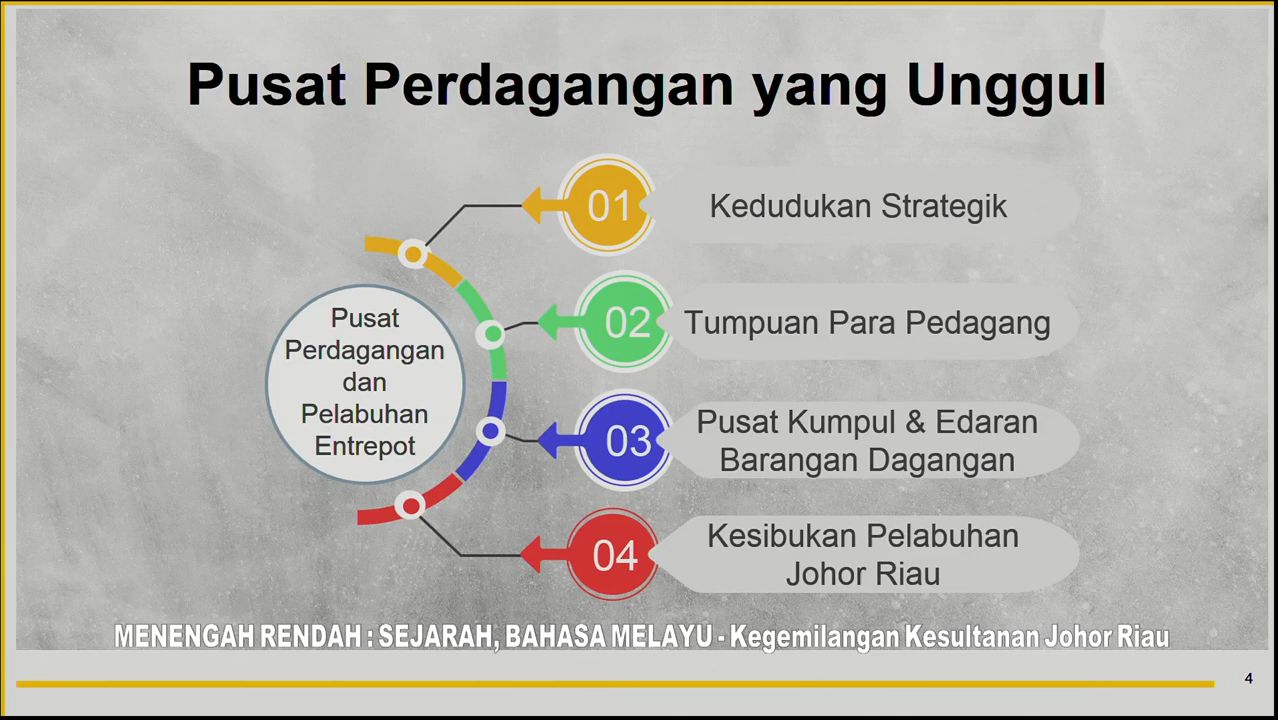 Pusat Perdagangan yang Unggul
01
Kedudukan Strategik
02
Tumpuan Para Pedagang
Pusat
Perdagangan
dan
Pelabuhan
Entrepot
03
Pusat Kumpul & Edaran
Barangan Dagangan
04
Kesibukan Pelabuhan
Johor Riau
MENENGAH RENDAH : SEJARAH, BAHASA MELAYU - Kegemilangan Kesultanan Johor Riau
4